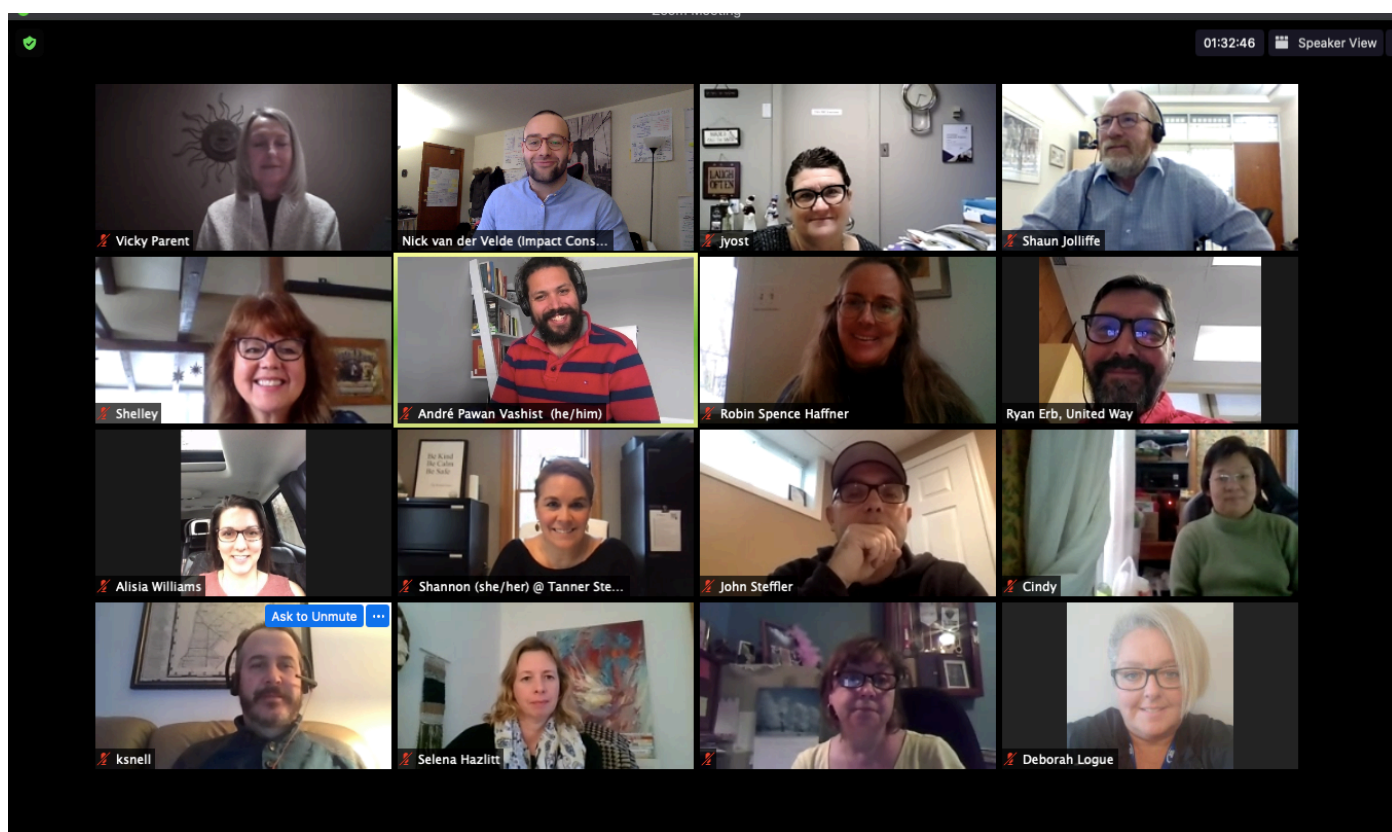 Zoom Meeting
01:32:46
Speaker View
Vicky Parent
Nick van der Velde (Impact Cons...
LAUGH
OFTEN
jyost
Shaun Jolliffe
Shelley
André Pawan Vashist (he/him)
Robin Spence Haffner
Ryan Erb, United Way
Alisia Williams
Be Kind
Be Calm
Be Safe
Shannon (she/her) @ Tanner Ste...
John Steffler
Cindy
Ask to Unmute
ksnell
Selena Hazlitt
Deborah Logue